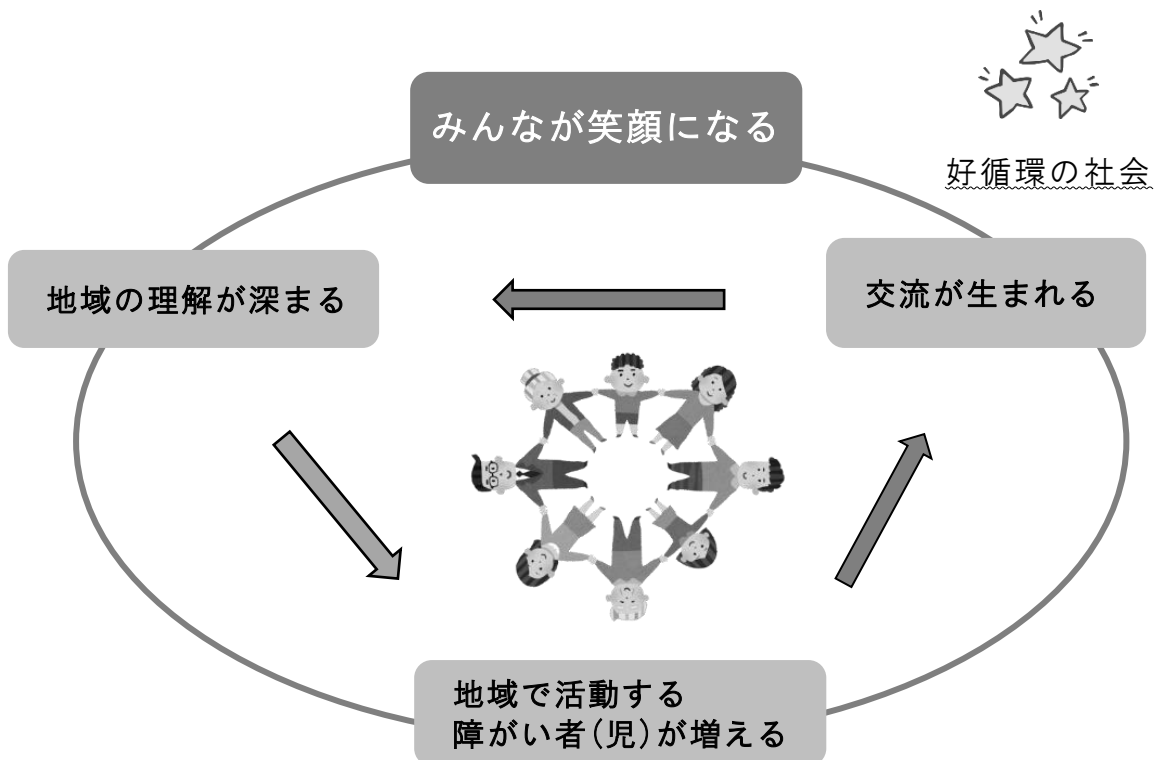 みんなが笑顔になる
好循環の社会
地域の理解が深まる
交流が生まれる
地域で活動する
障がい者(児)が増える